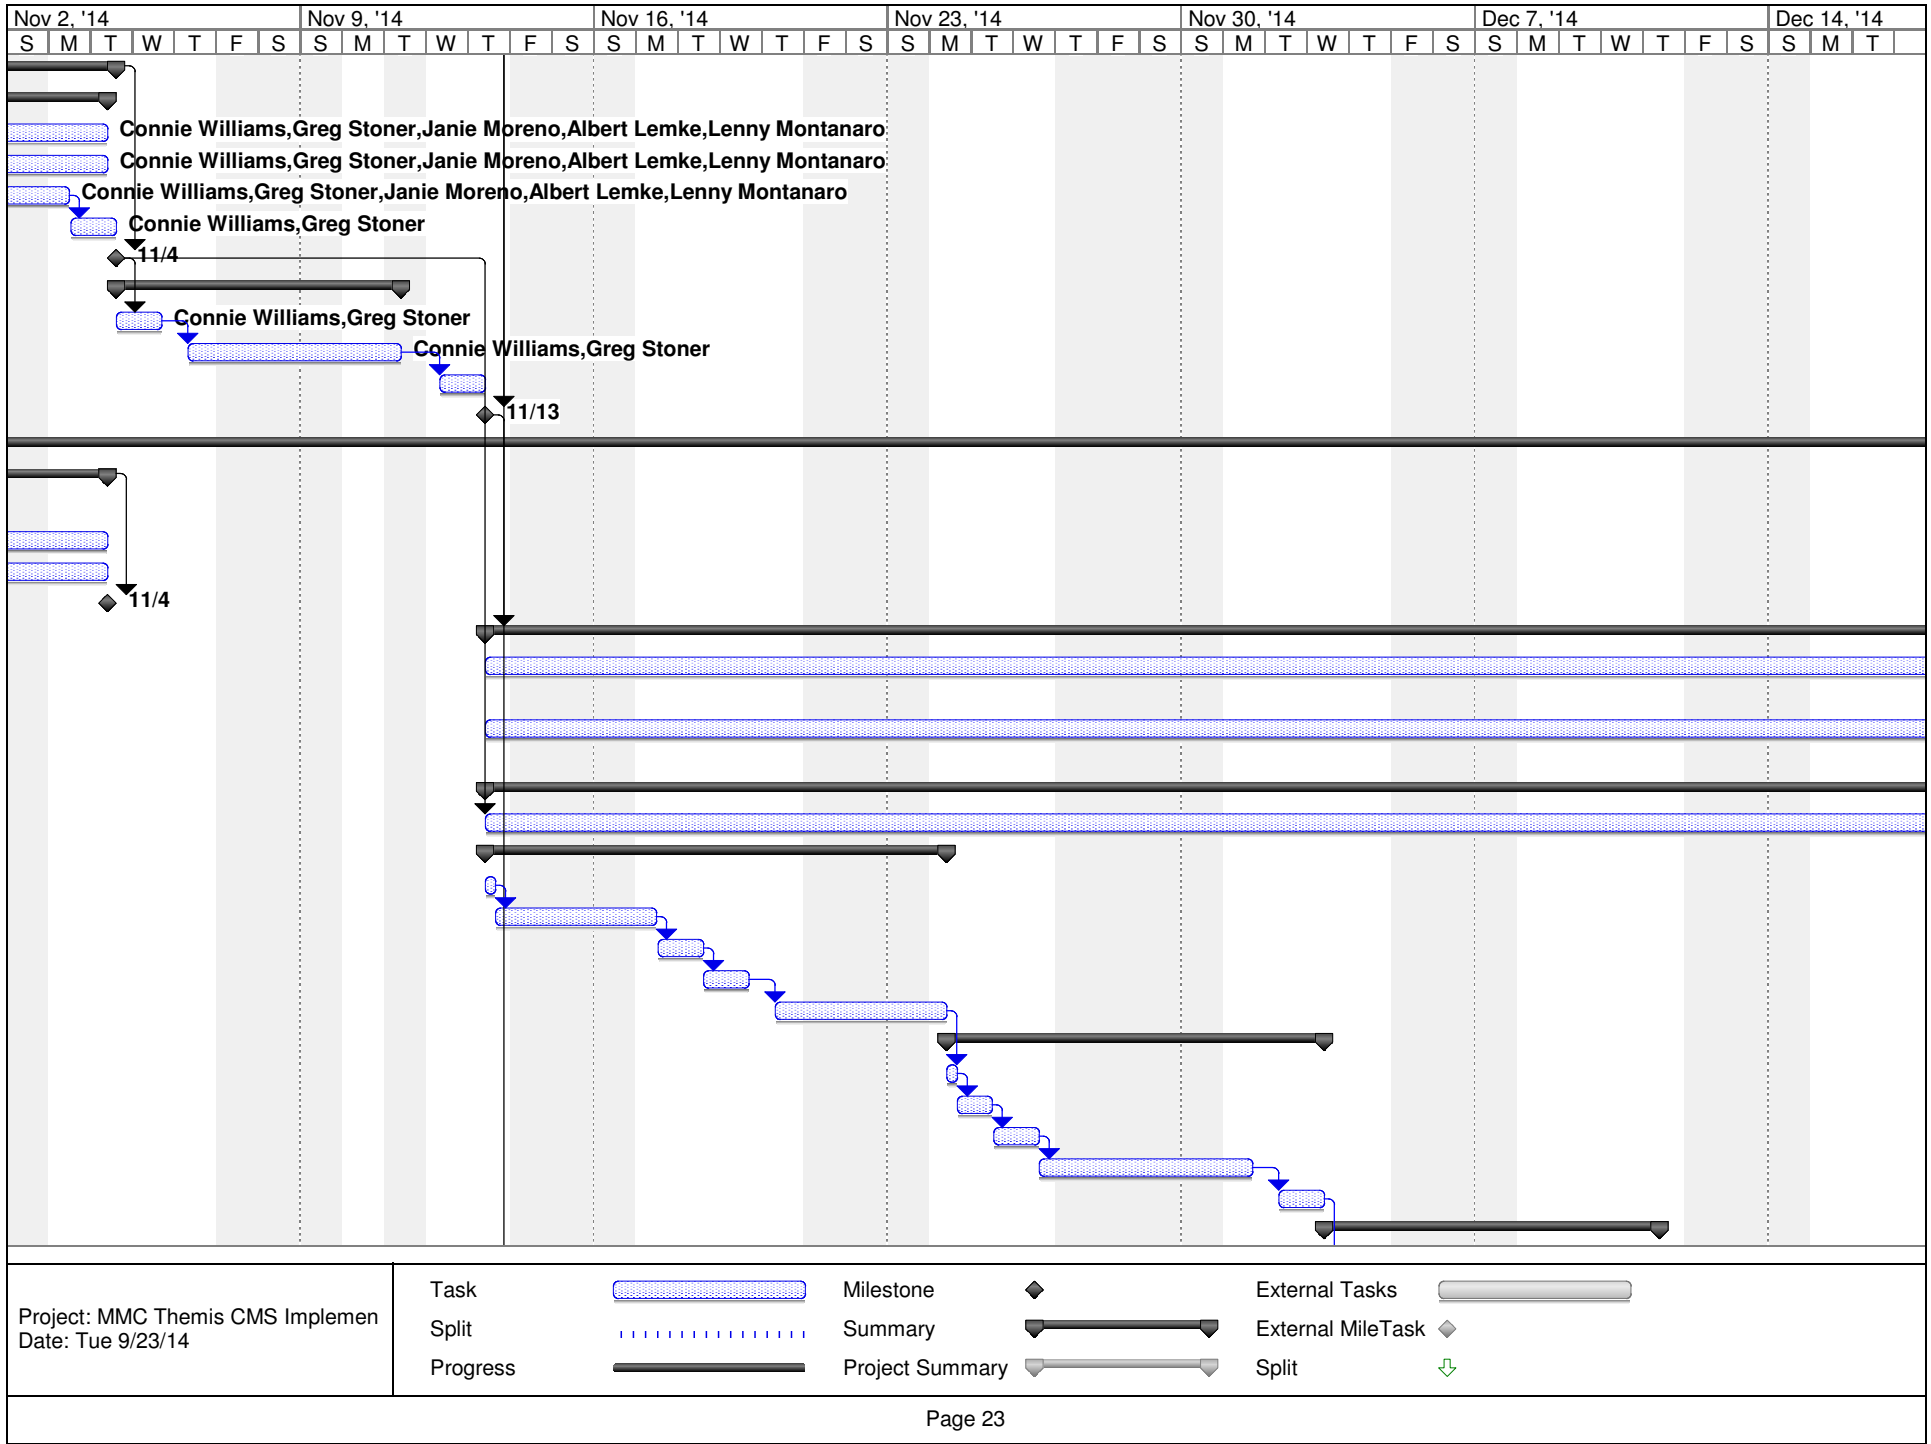 Nov 2, '14 Nov 9, '14 Nov 16, '14 Nov 23, '14 Nov 30, '14 Dec 7, '14 Dec 14, '14
S M T W T F S S M T W T F S S M T W T F S S M T W T F S S M T W T F S S M T W T F S S M T
Connie Williams,Greg Stoner,Janie Moreno,Albert Lemke,Lenny Montanaro
Connie Williams,Greg Stoner,Janie Moreno,Albert Lemke,Lenny Montanaro
Connie Williams,Greg Stoner,Janie Moreno,Albert Lemke,Lenny Montanaro
Connie Williams,Greg Stoner
11/4
Connie Williams,Greg Stoner
Connie Williams,Greg Stoner
11/13
11/4
Project: MMC Themis CMS Implemen
Date: Tue 9/23/14
Task Milestone External Tasks
Split Summary External MileTask
Progress Project Summary Split
Page 23